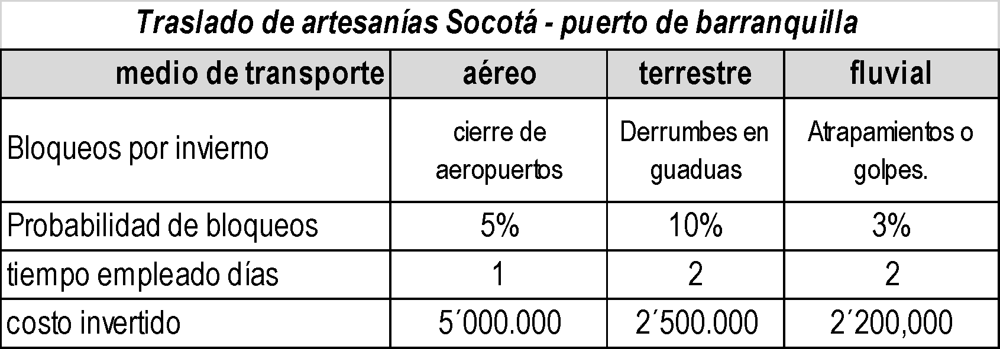 Traslado de artesanías Socotá - puerto de barranquilla
medio de transporte aéreo terrestre fluvial
Bloqueos por invierno cierre de aeropuertos Derrumbes en guaduas Atrapamientos o golpes.
Probabilidad de bloqueos 5% 10% 3%
tiempo empleado días 1 2 2
costo invertido 5´000.000 2´500.000 2´200,000